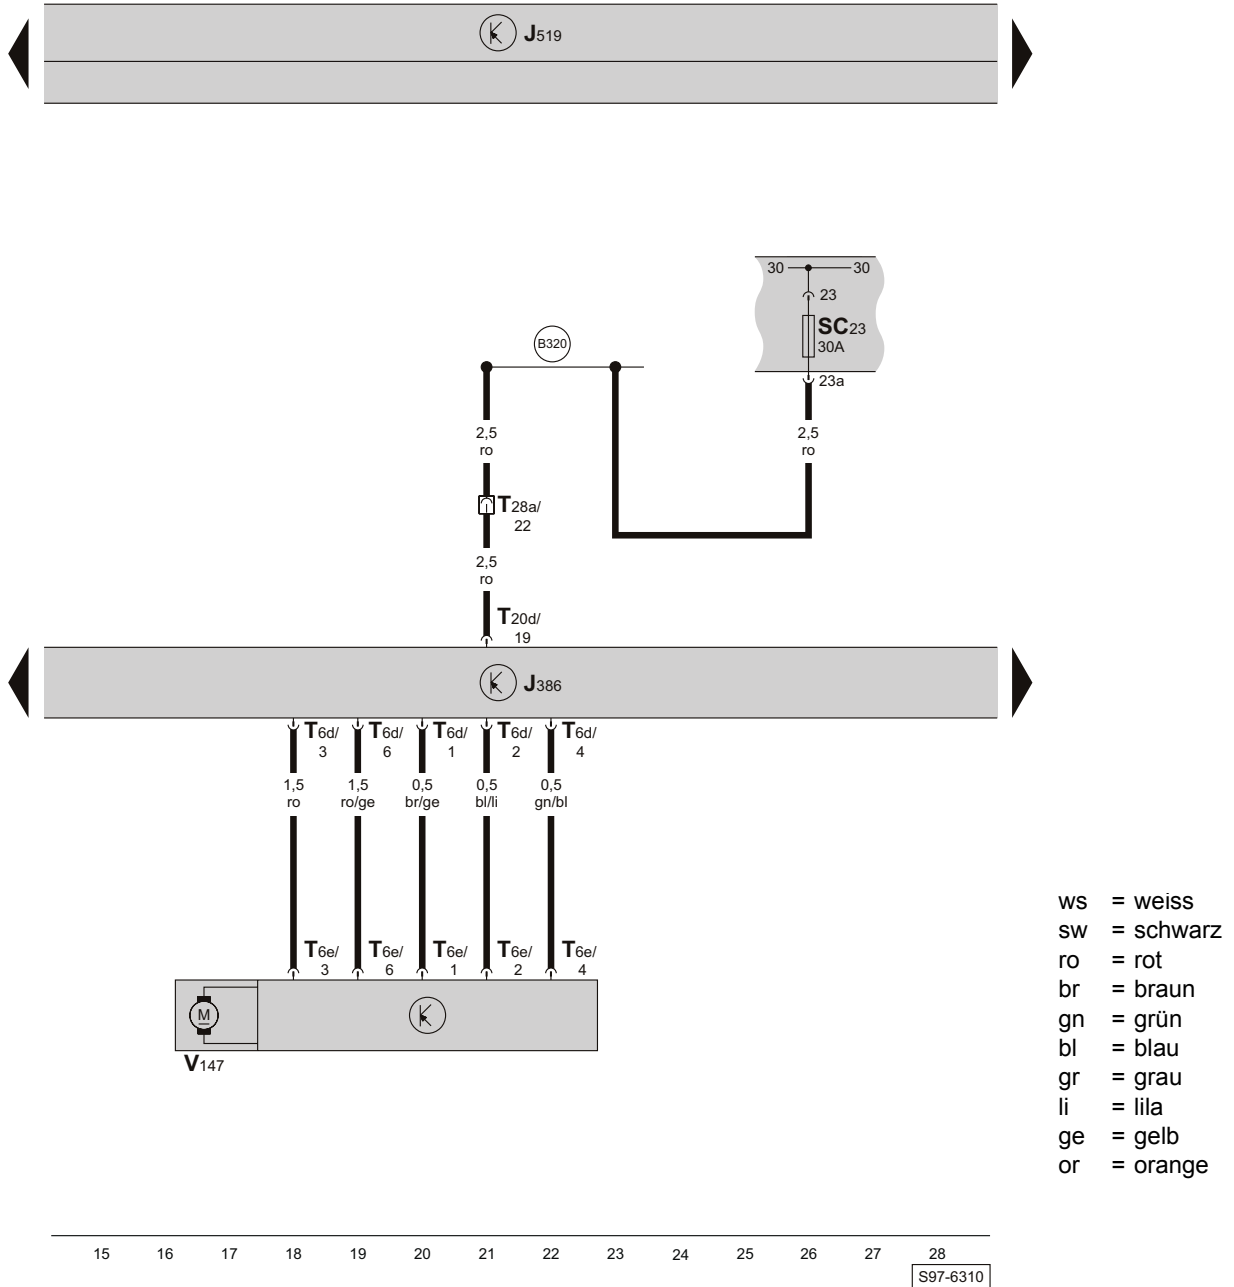 J519
30 30
23
SC23
30A
23a
B320
2,5
ro
2,5
ro
T28a/
22
2,5
ro
T20d/
19
J386
T6d/ T6d/ T6d/ T6d/ T6d/
3 6 1 2 4
1,5 1,5 0,5 0,5 0,5
ro ro/ge br/ge bl/li gn/bl
T6e/ T6e/ T6e/ T6e/ T6e/
3 6 1 2 4
M
V147
ws = weiss
sw = schwarz
ro = rot
br = braun
gn = grün
bl = blau
gr = grau
li = lila
ge = gelb
or = orange
15 16 17 18 19 20 21 22 23 24 25 26 27 28
S97-6310